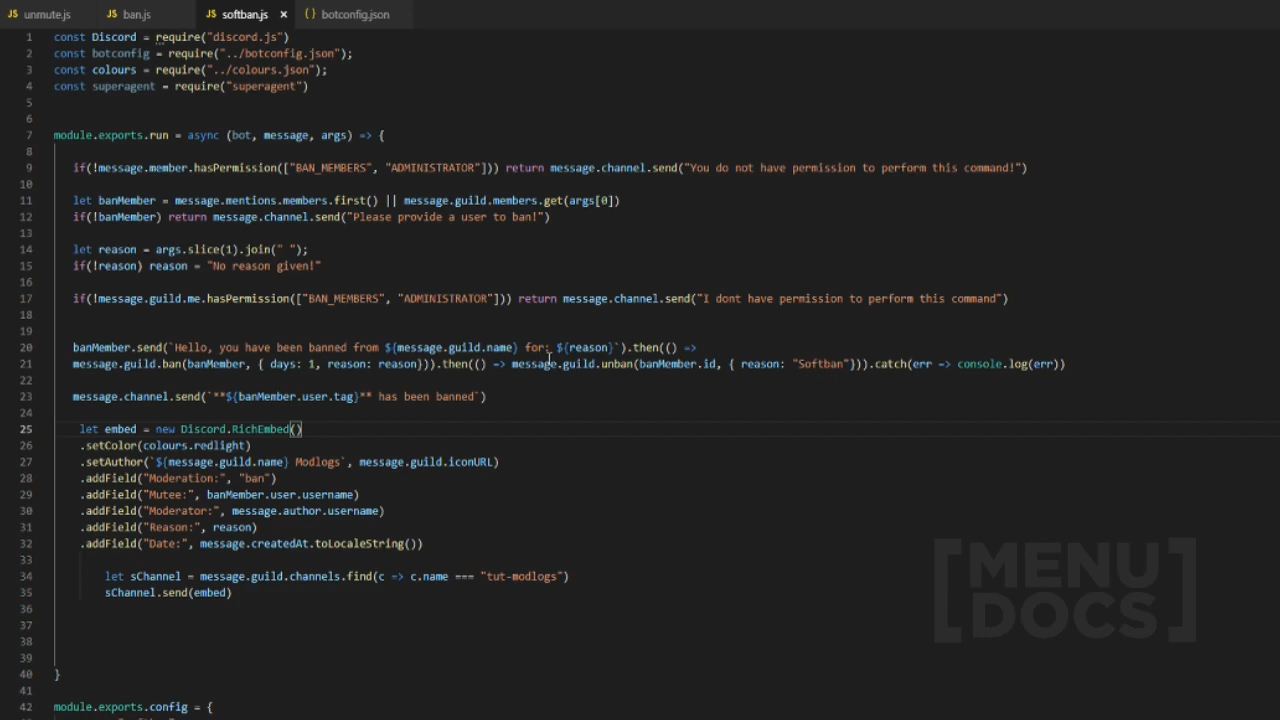 JS unmute.js JS ban.js JS softban.js × {} botconfig.json
1 const Discord = require("discord.js")
2 const botconfig = require("../botconfig.json");
3 const colours = require("../colours.json");
4 const superagent = require("superagent")
5
6
7 module.exports.run = async (bot, message, args) => {
8
9 if(!message.member.hasPermission(["BAN_MEMBERS", "ADMINISTRATOR"])) return message.channel.send("You do not have permission to perform this command!")
10
11 let banMember = message.mentions.members.first() || message.guild.members.get(args[0])
12 if(!banMember) return message.channel.send("Please provide a user to ban!")
13
14 let reason = args.slice(1).join(" ");
15 if(!reason) reason = "No reason given!"
16
17 if(!message.guild.me.hasPermission(["BAN_MEMBERS", "ADMINISTRATOR"])) return message.channel.send("I dont have permission to perform this command")
18
19
20 banMember.send(`Hello, you have been banned from ${message.guild.name} for: ${reason}`).then(() =>
21 message.guild.ban(banMember, { days: 1, reason: reason})).then(() => message.guild.unban(banMember.id, { reason: "Softban"})).catch(err => console.log(err))
22
23 message.channel.send(`**${banMember.user.tag}** has been banned`)
24
25 let embed = new Discord.RichEmbed()
26 .setColor(colours.redlight)
27 .setAuthor(`${message.guild.name} Modlogs`, message.guild.iconURL)
28 .addField("Moderation:", "ban")
29 .addField("Mutee:", banMember.user.username)
30 .addField("Moderator:", message.author.username)
31 .addField("Reason:", reason)
32 .addField("Date:", message.createdAt.toLocaleString())
33
34 let sChannel = message.guild.channels.find(c => c.name === "tut-modlogs")
35 sChannel.send(embed)
36
37
38
39
40 }
41
42 module.exports.config = {
[MENU
DOCS]